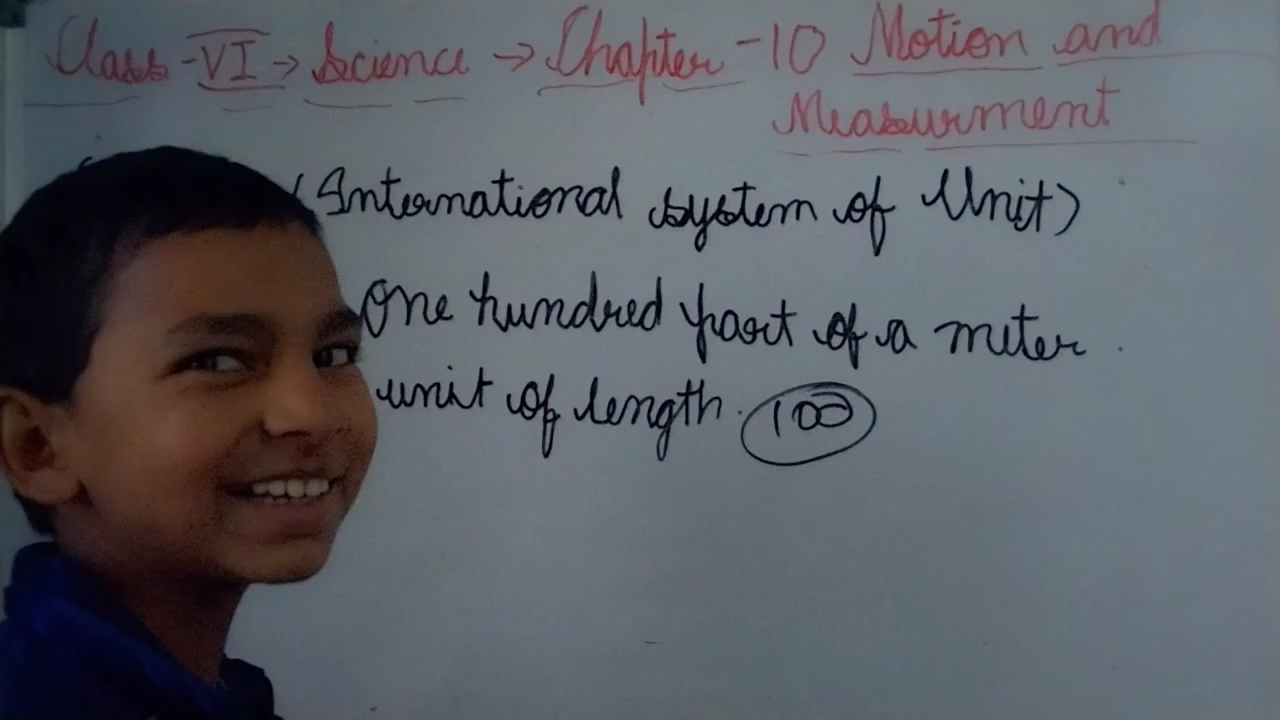 Class - VI → Science → Chapter - 10 Motion and
Measurment
(International system of Unit)
One hundred part of a meter
unit of length. 100